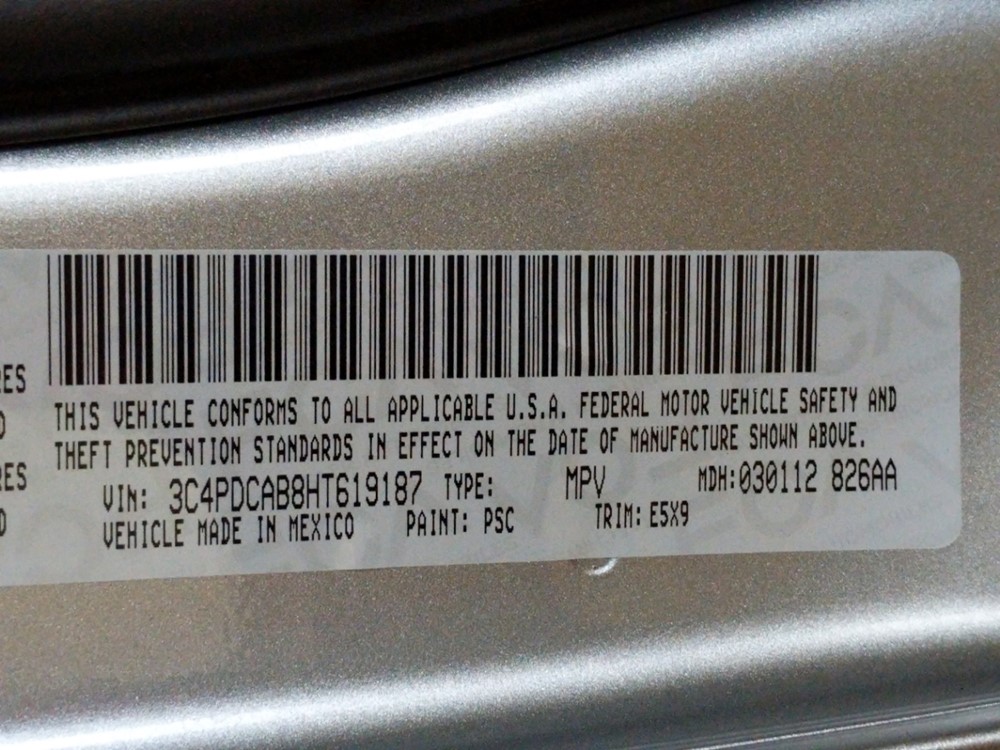 RES
THIS VEHICLE CONFORMS TO ALL APPLICABLE U.S.A. FEDERAL MOTOR VEHICLE SAFETY AND
THEFT PREVENTION STANDARDS IN EFFECT ON THE DATE OF MANUFACTURE SHOWN ABOVE.
RES
VIN: 3C4PDCAB8HT619187 TYPE: MPV MDH:030112 826AA
VEHICLE MADE IN MEXICO PAINT: PSC TRIM: E5X9